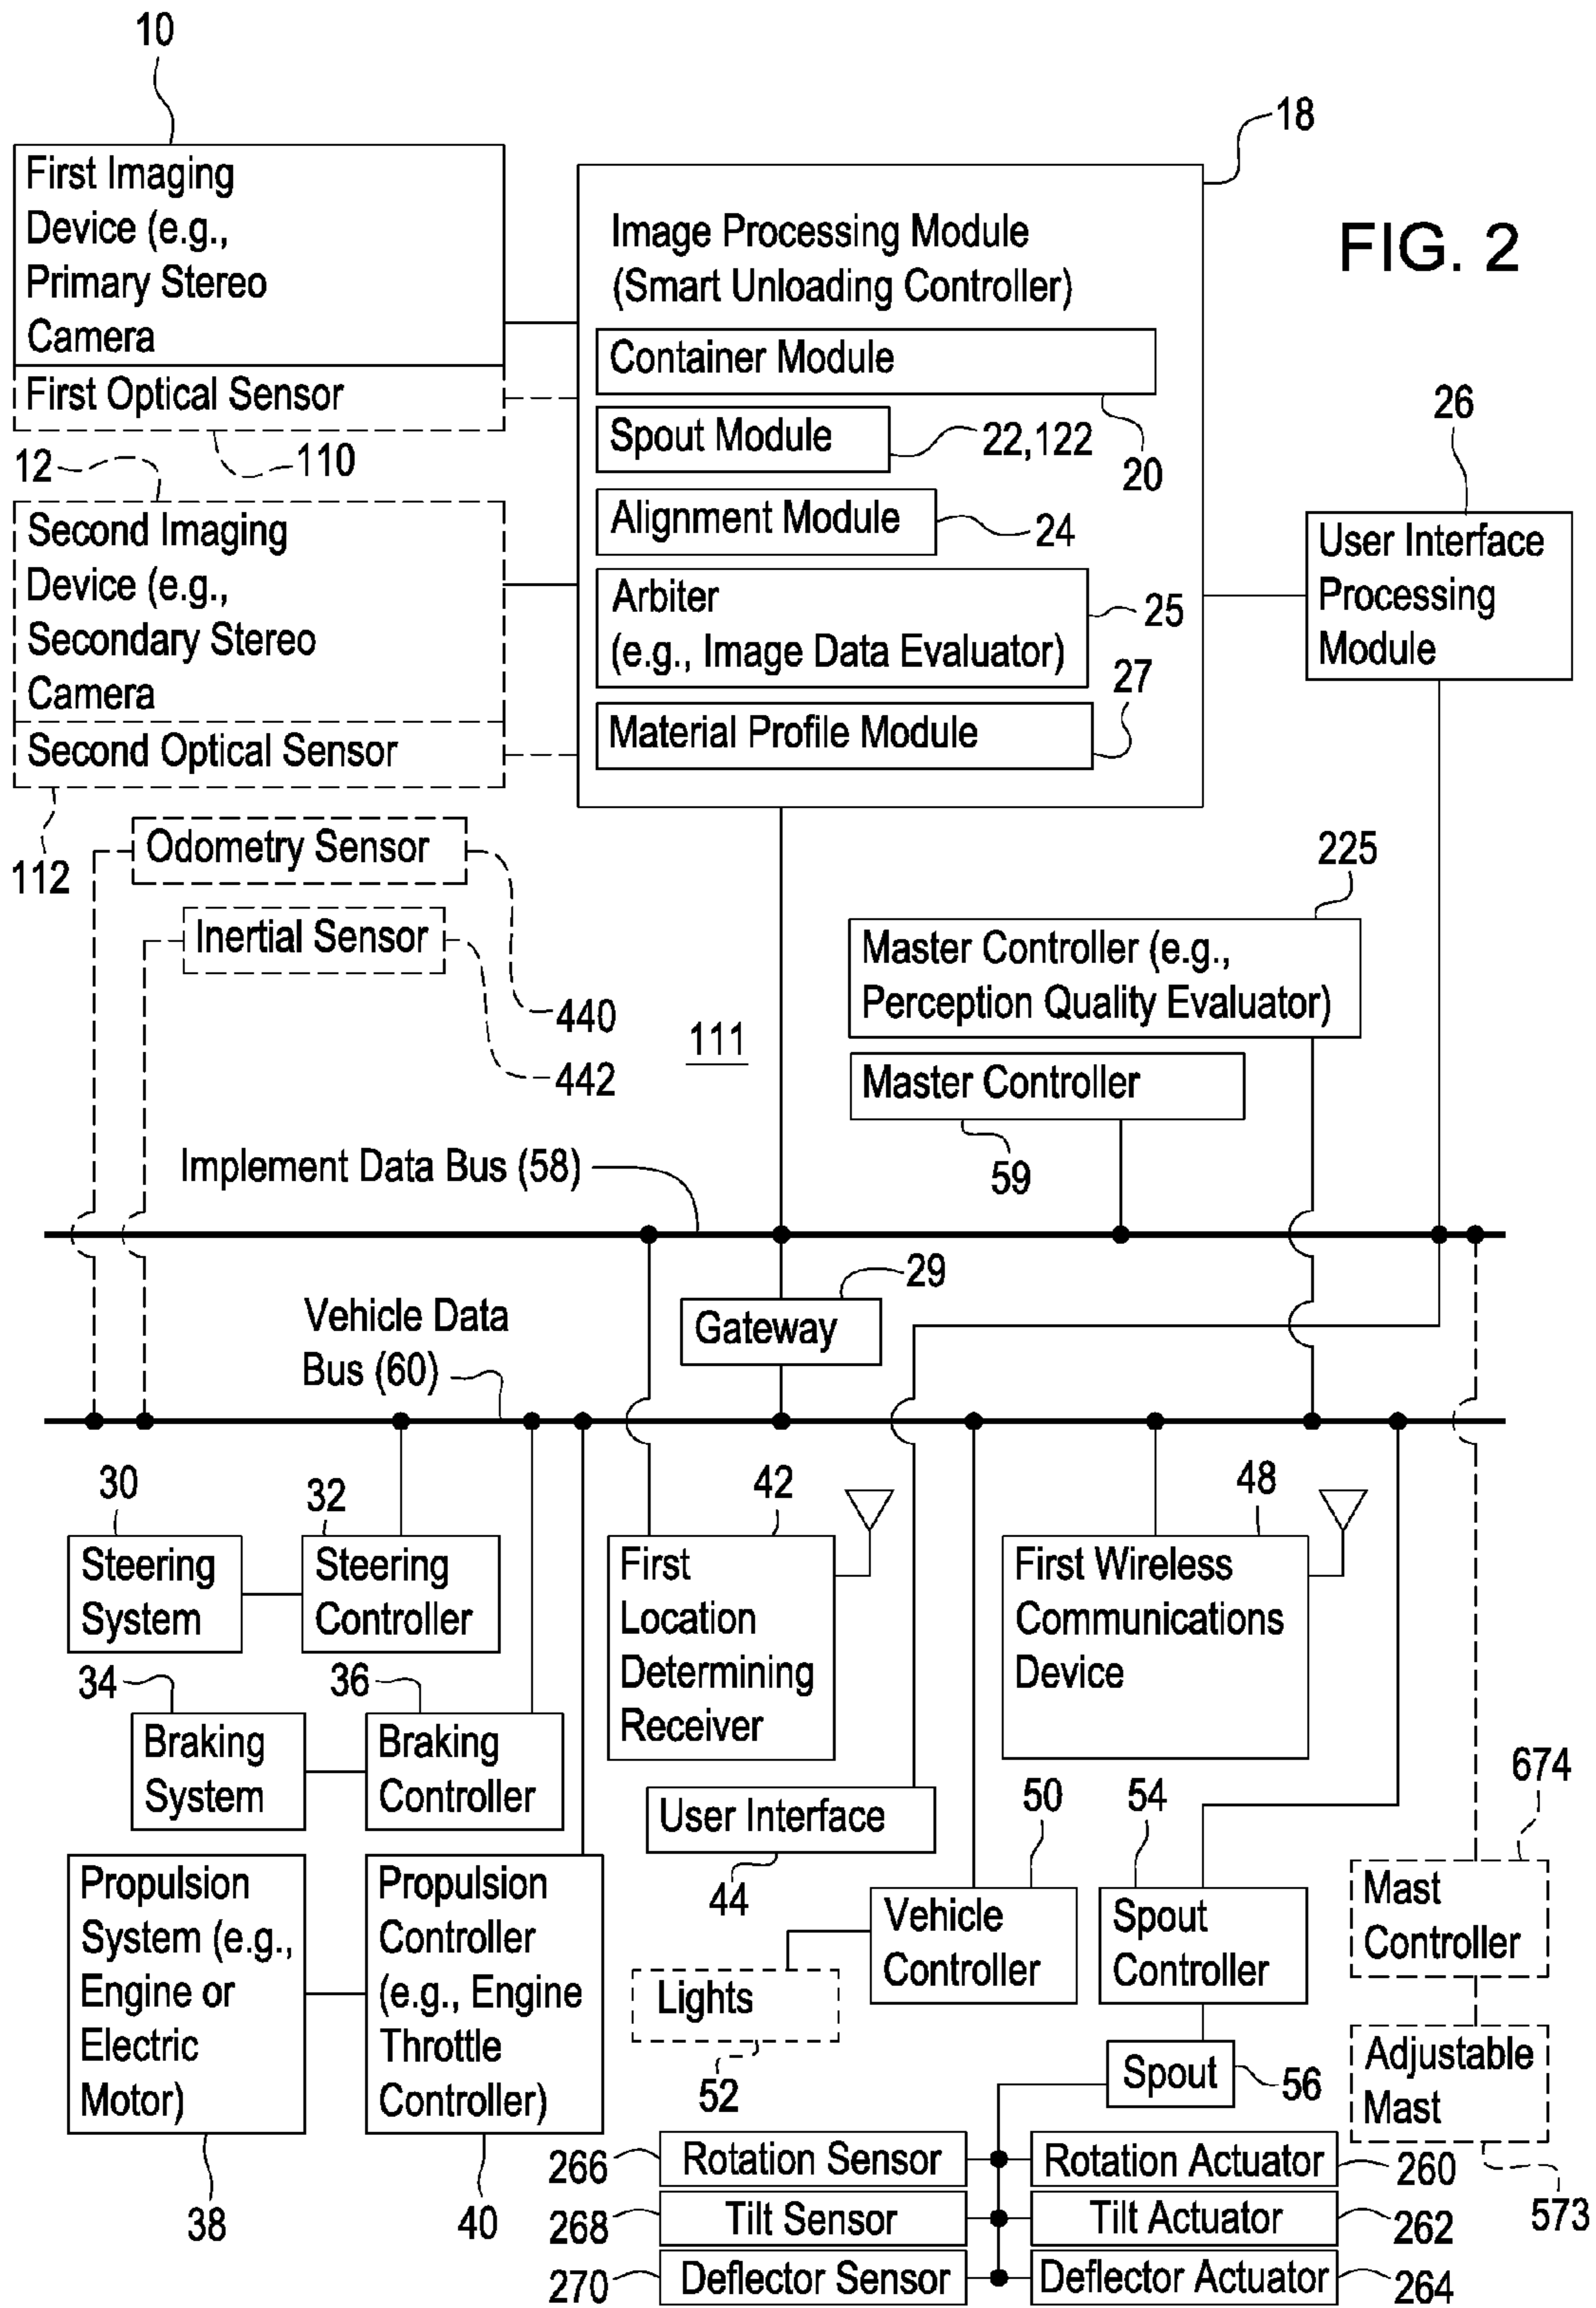 10
18
FIG. 2
First Imaging
Device (e.g.,
Primary Stereo
Camera
First Optical Sensor
110
12
Second Imaging
Device (e.g.,
Secondary Stereo
Camera
Second Optical Sensor
112
Image Processing Module
(Smart Unloading Controller)
Container Module
20
Spout Module
22,122
Alignment Module
24
Arbiter
(e.g., Image Data Evaluator)
25
27
Material Profile Module
26
User Interface
Processing
Module
Odometry Sensor
Inertial Sensor
440
442
111
225
Master Controller (e.g.,
Perception Quality Evaluator)
Master Controller
59
Implement Data Bus (58)
29
Gateway
Vehicle Data
Bus (60)
30
Steering
System
32
Steering
Controller
34
Braking
System
36
Braking
Controller
Propulsion
System (e.g.,
Engine or
Electric
Motor)
38
Propulsion
Controller
(e.g., Engine
Throttle
Controller)
40
42
First
Location
Determining
Receiver
User Interface
44
48
First Wireless
Communications
Device
50
Vehicle
Controller
Lights
52
54
Spout
Controller
Spout
56
674
Mast
Controller
Adjustable
Mast
573
266
Rotation Sensor
Rotation Actuator
260
268
Tilt Sensor
Tilt Actuator
262
270
Deflector Sensor
Deflector Actuator
264